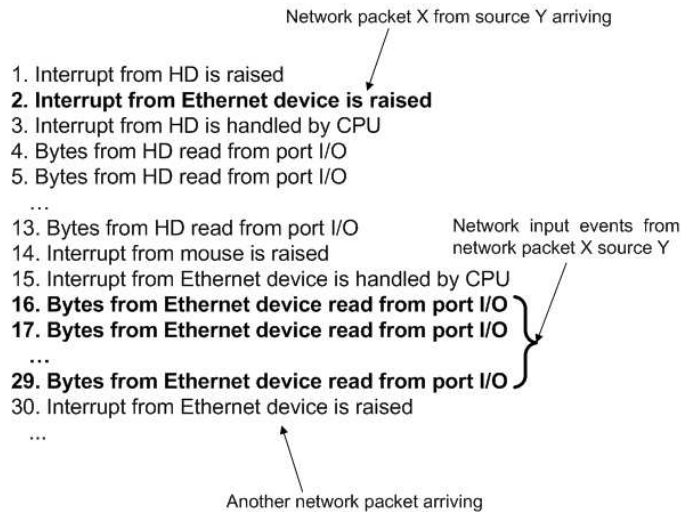 Network packet X from source Y arriving
1. Interrupt from HD is raised
2. Interrupt from Ethernet device is raised
3. Interrupt from HD is handled by CPU
4. Bytes from HD read from port I/O
5. Bytes from HD read from port I/O
...
13. Bytes from HD read from port I/O
14. Interrupt from mouse is raised
15. Interrupt from Ethernet device is handled by CPU
16. Bytes from Ethernet device read from port I/O
17. Bytes from Ethernet device read from port I/O
...
29. Bytes from Ethernet device read from port I/O
30. Interrupt from Ethernet device is raised
...
Network input events from
network packet X source Y
Another network packet arriving